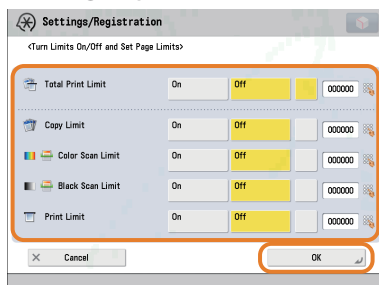 Settings/Registration
<Turn Limits On/Off and Set Page Limits>
Total Print Limit On Off 000000
Copy Limit On Off 000000
Color Scan Limit On Off 000000
Black Scan Limit On Off 000000
Print Limit On Off 000000
Cancel OK